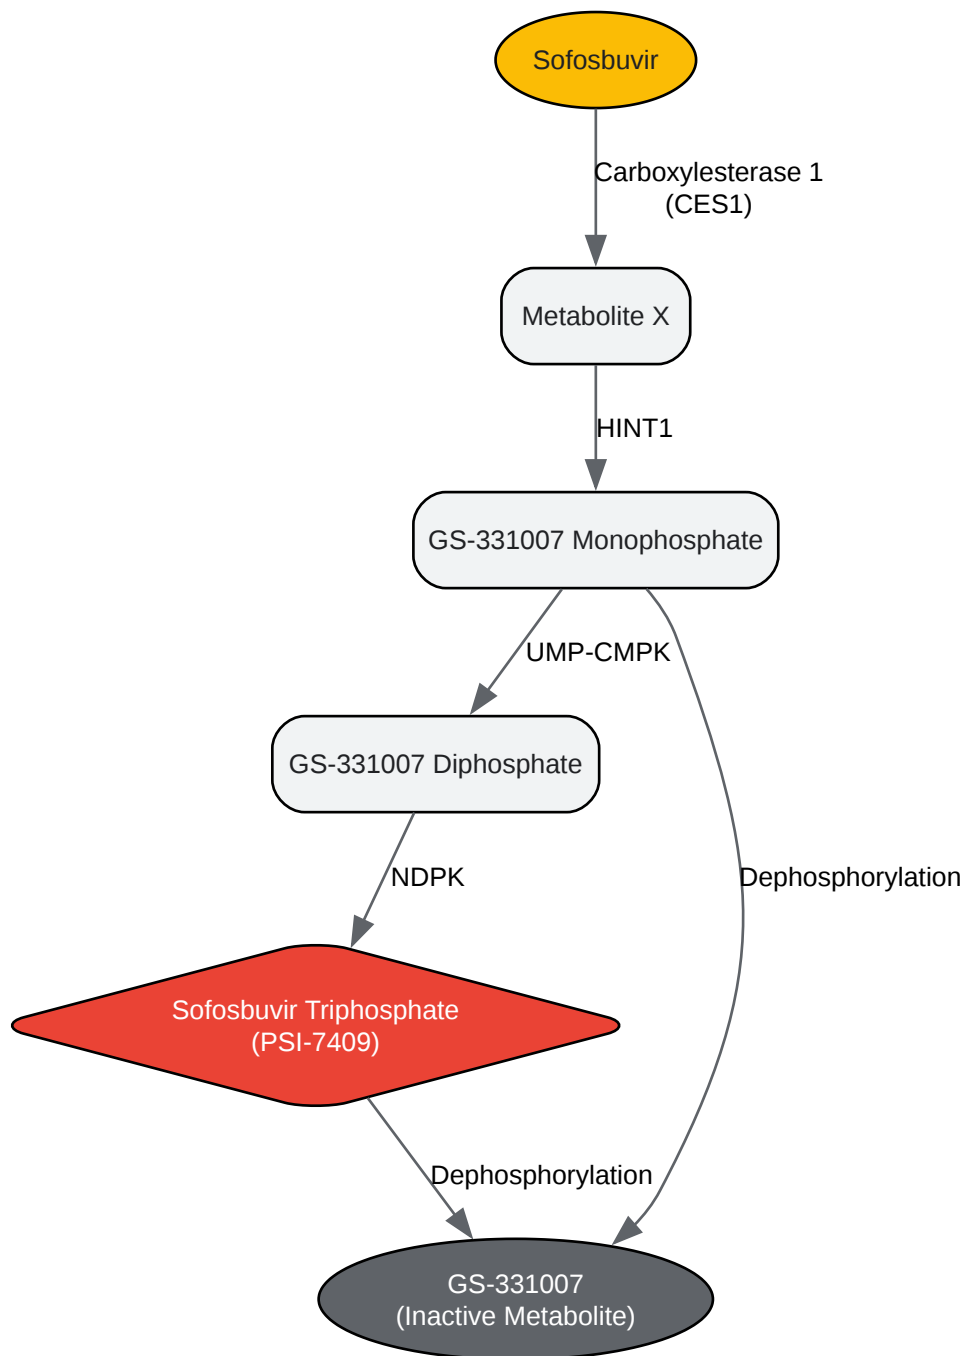 Sofosbuvir
Carboxylesterase 1
(CES1)
Metabolite X
HINT1
GS-331007 Monophosphate
UMP-CMPK
GS-331007 Diphosphate
NDPK
Dephosphorylation
Sofosbuvir Triphosphate
(PSI-7409)
Dephosphorylation
GS-331007
(Inactive Metabolite)